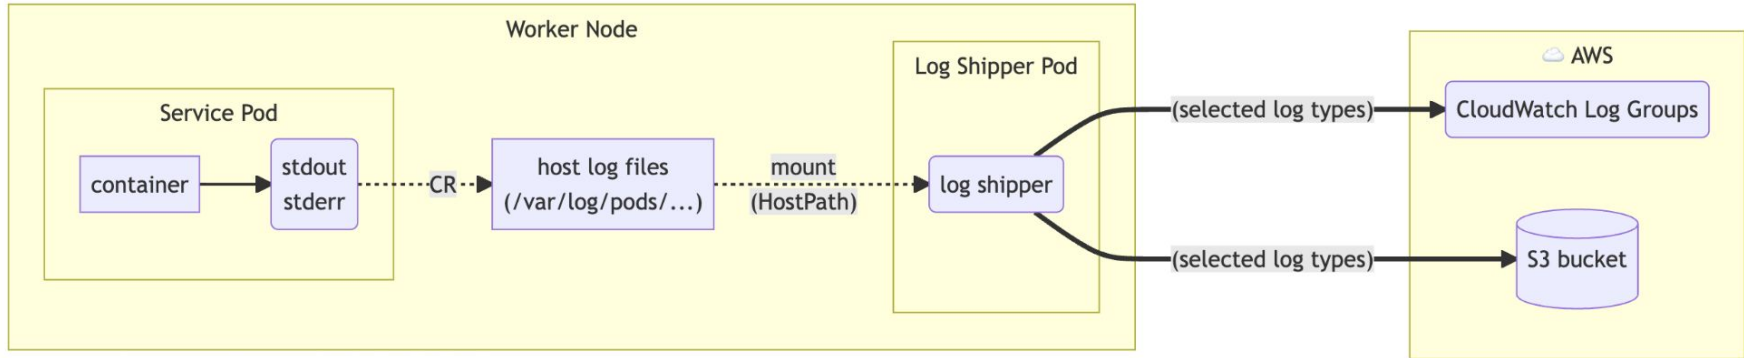 Worker Node
Service Pod
container
stdout
stderr
CR
host log files
(/var/log/pods/...)
mount
(HostPath)
Log Shipper Pod
log shipper
(selected log types)
(selected log types)
☁️ AWS
CloudWatch Log Groups
S3 bucket